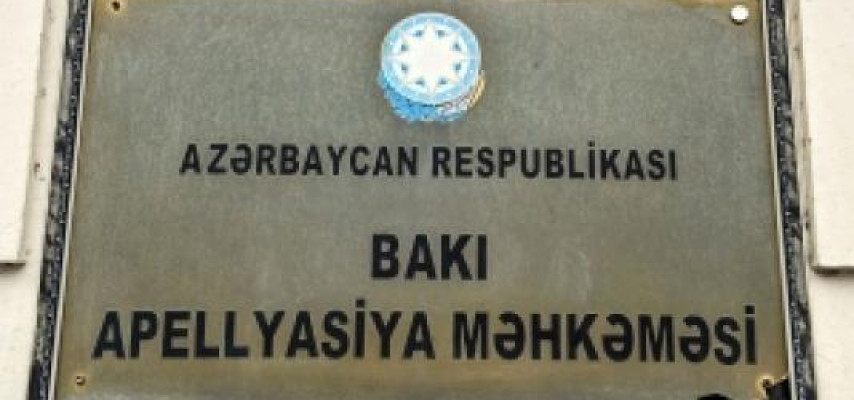 AZƏRBAYCAN RESPUBLİKASI
BAKI
APELLYASİYA MƏHKƏMƏSİ